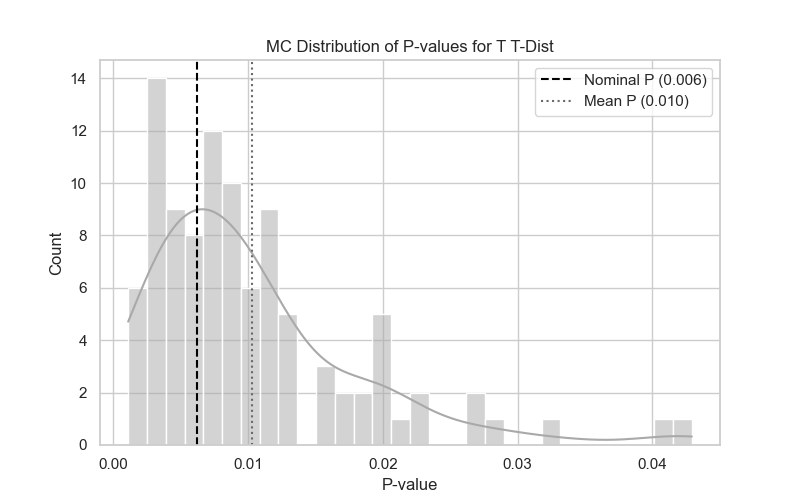 MC Distribution of P-values for T T-Dist
Nominal P (0.006)
Mean P (0.010)
14
12
10
8
6
4
2
0
Count
0.00 0.01 0.02 0.03 0.04
P-value